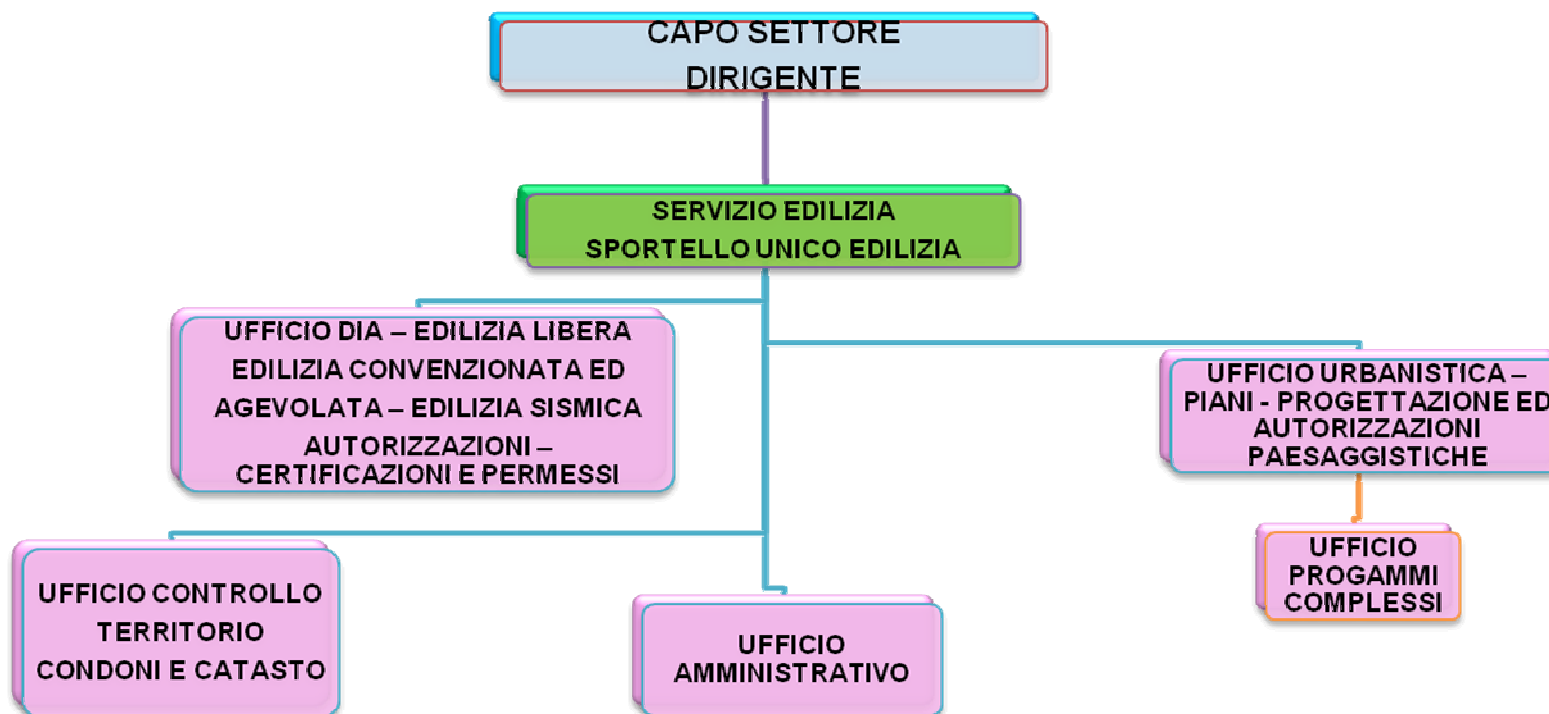 CAPO SETTORE
DIRIGENTE
SERVIZIO EDILIZIA
SPORTELLO UNICO EDILIZIA
UFFICIO DIA – EDILIZIA LIBERA
EDILIZIA CONVENZIONATA ED
AGEVOLATA – EDILIZIA SISMICA
AUTORIZZAZIONI –
CERTIFICAZIONI E PERMESSI
UFFICIO URBANISTICA –
PIANI - PROGETTAZIONE ED
AUTORIZZAZIONI
PAESAGGISTICHE
UFFICIO
PROGAMMI
COMPLESSI
UFFICIO CONTROLLO
TERRITORIO
CONDONI E CATASTO
UFFICIO
AMMINISTRATIVO